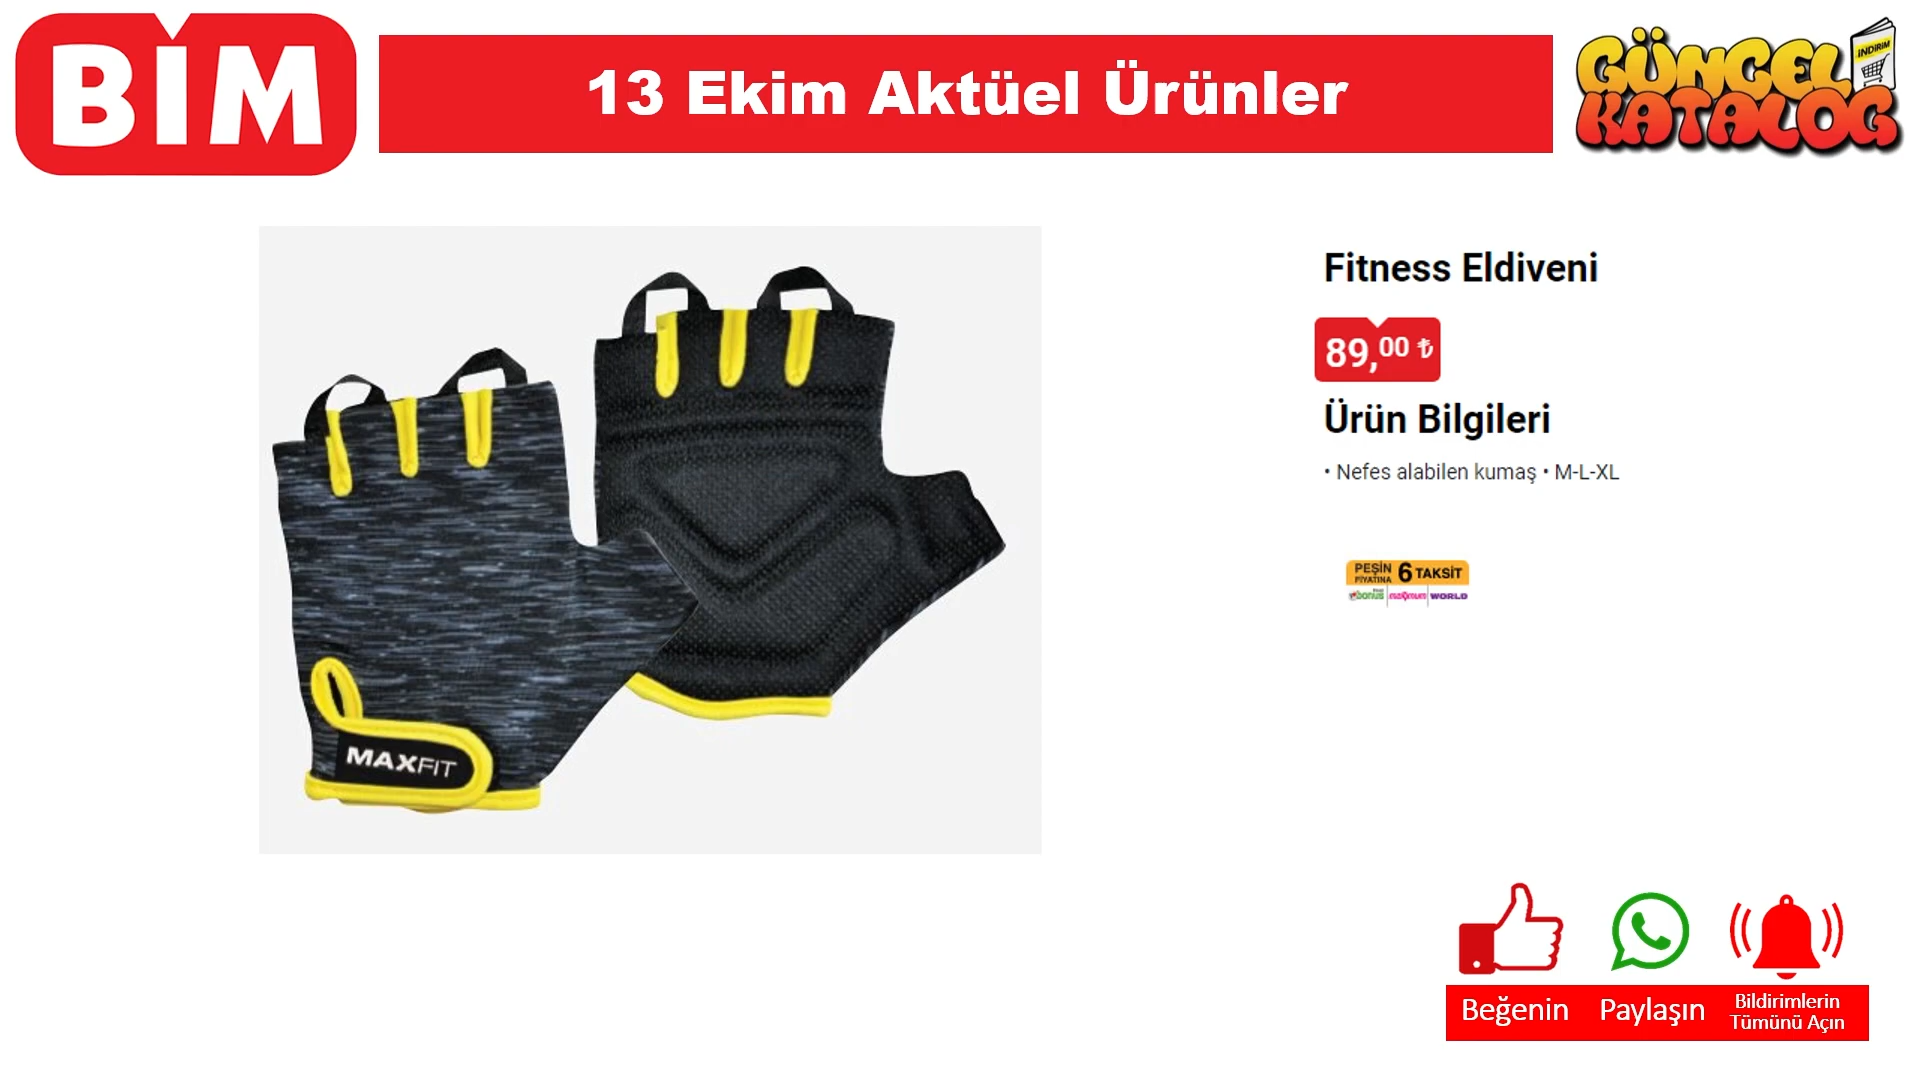 BİM
13 Ekim Aktüel Ürünler
GÜNCEL
KATALOG
İNDİRİM
Fitness Eldiveni
89,00 ₺
Ürün Bilgileri
• Nefes alabilen kumaş • M-L-XL
PEŞİN
FİYATINA 6 TAKSİT
bonus maximum WORLD
MAXFIT
Beğenin Paylaşın Bildirimlerin
Tümünü Açın